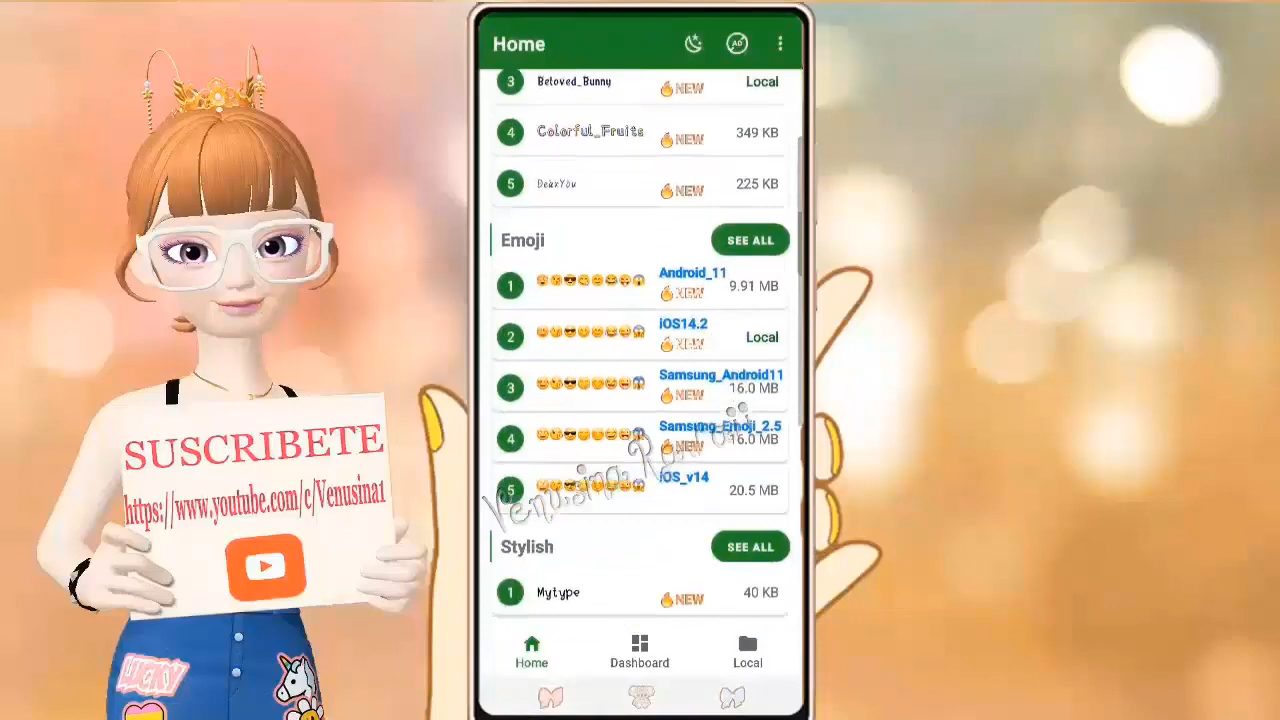 Home
AD
3 Beloved_Bunny NEW Local
4 Colorful_Fruits NEW 349 KB
5 DearYou NEW 225 KB
Emoji SEE ALL
1 Android_11 NEW 9.91 MB
2 iOS14.2 NEW Local
3 Samsung_Android11 NEW 16.0 MB
4 Samsung_Emoji_2.5 NEW 16.0 MB
5 iOS_v14 20.5 MB
Stylish SEE ALL
1 Mytype NEW 40 KB
Home Dashboard Local
SUSCRIBETE
https://www.youtube.com/c/Venusina1
LUCKY
Venusina